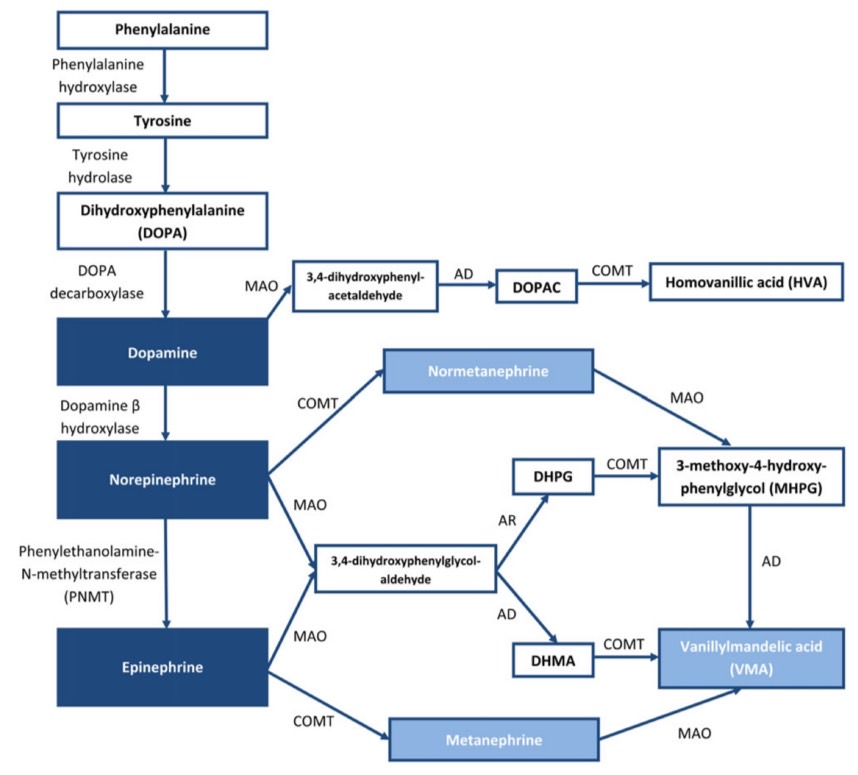 Phenylalanine
Phenylalanine
hydroxylase
Tyrosine
Tyrosine
hydrolase
Dihydroxyphenylalanine
(DOPA)
DOPA
decarboxylase
MAO
3,4-dihydroxyphenyl-
acetaldehyde
AD
DOPAC
COMT
Homovanillic acid (HVA)
Dopamine
Dopamine β
hydroxylase
COMT
Normetanephrine
MAO
Norepinephrine
MAO
DHPG
COMT
3-methoxy-4-hydroxy-
phenylglycol (MHPG)
AR
Phenylethanolamine-
N-methyltransferase
(PNMT)
3,4-dihydroxyphenylglycol-
aldehyde
AD
AD
MAO
DHMA
COMT
Vanillylmandelic acid
(VMA)
Epinephrine
COMT
Metanephrine
MAO